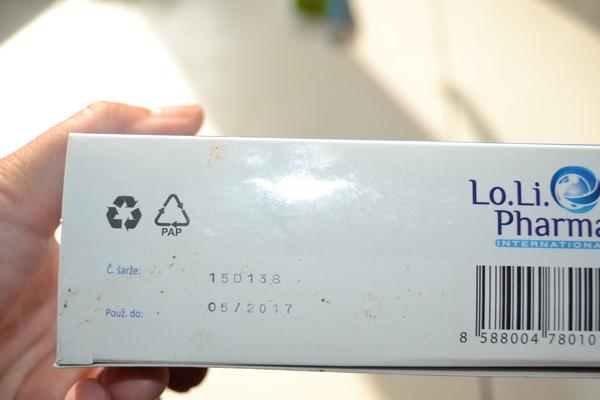 Lo.Li.
Pharma
INTERNATIONA
PAP
Č. šarže: 15D138
Použ. do: 05/2017
8 588004 78010